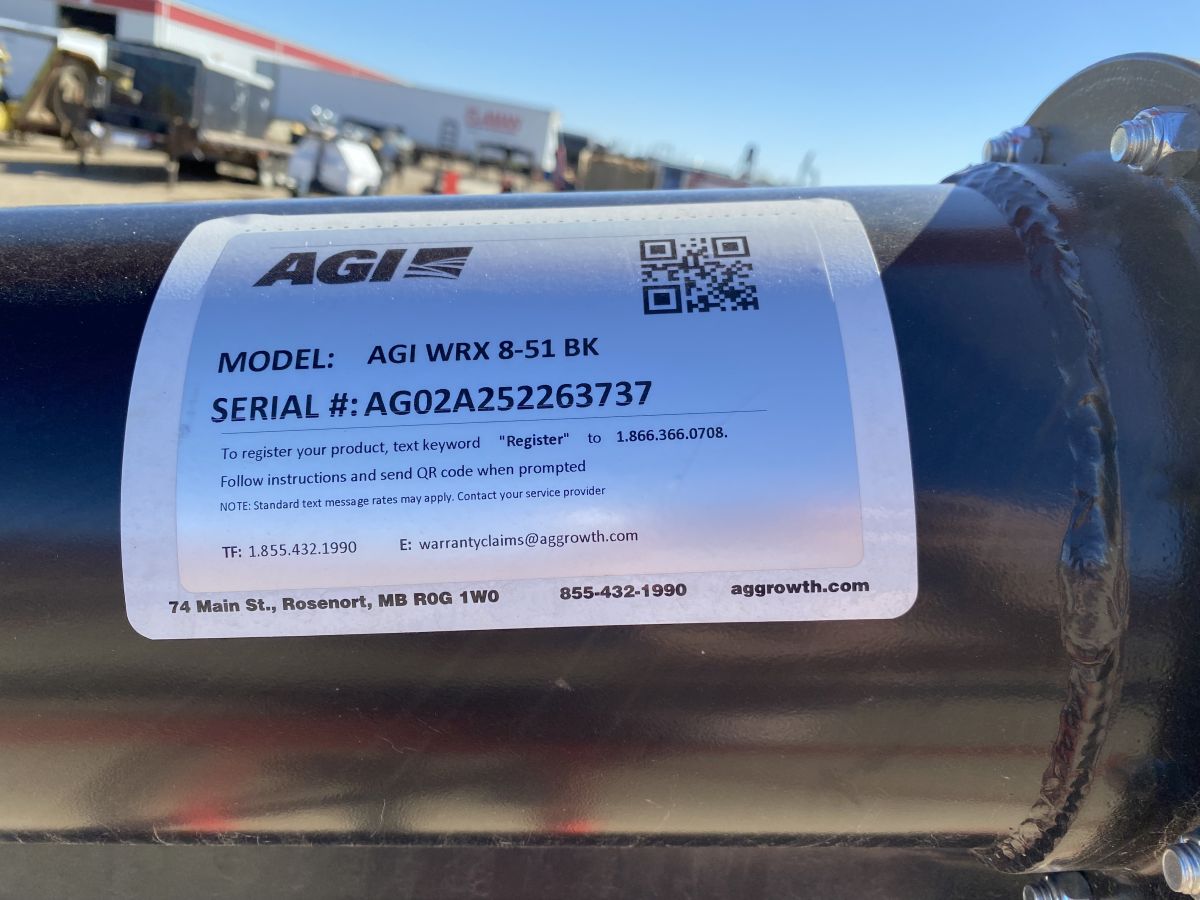 AGI
MODEL: AGI WRX 8-51 BK
SERIAL #: AG02A252263737
To register your product, text keyword "Register" to 1.866.366.0708.
Follow instructions and send QR code when prompted
NOTE: Standard text message rates may apply. Contact your service provider
TF: 1.855.432.1990 E: warrantyclaims@aggrowth.com
74 Main St., Rosenort, MB R0G 1W0 855-432-1990 aggrowth.com